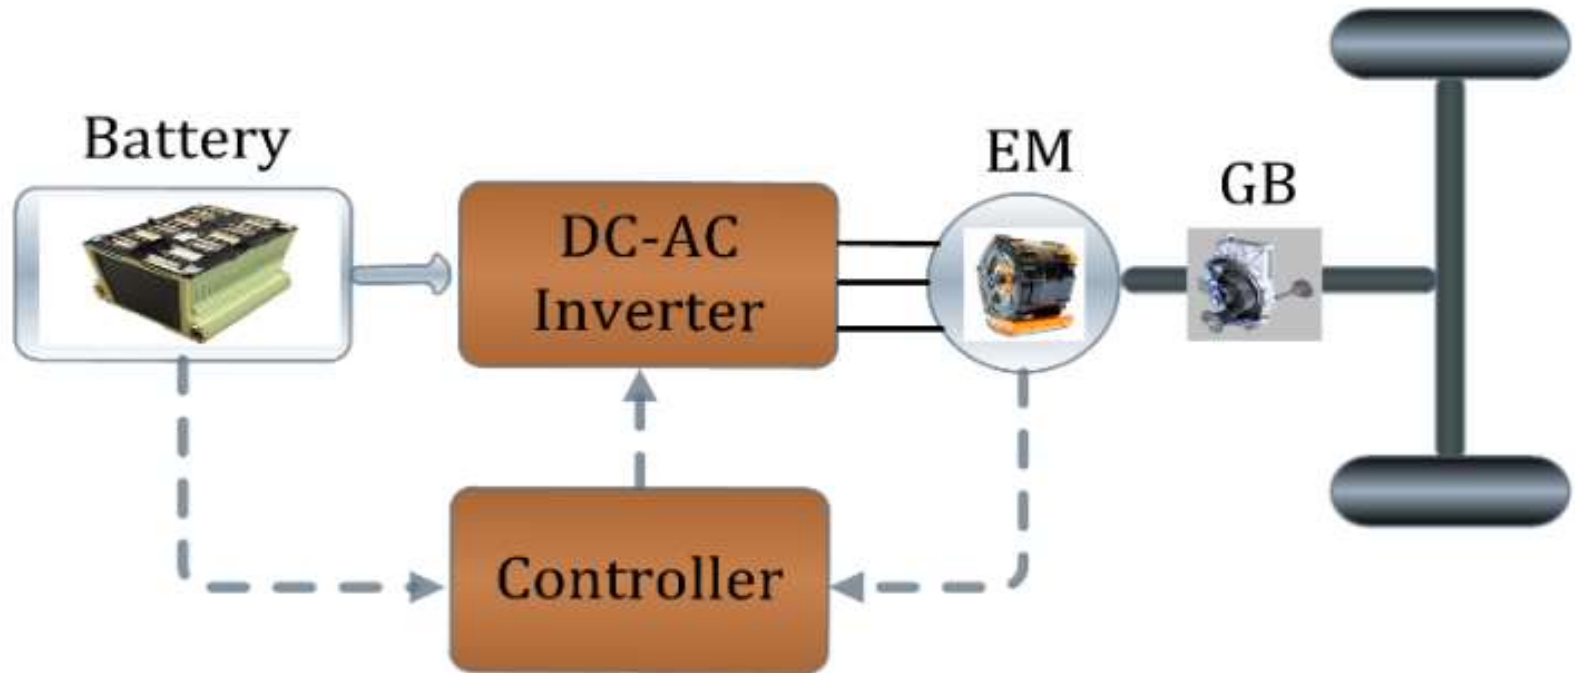 Battery
DC-AC
Inverter
EM
GB
Controller